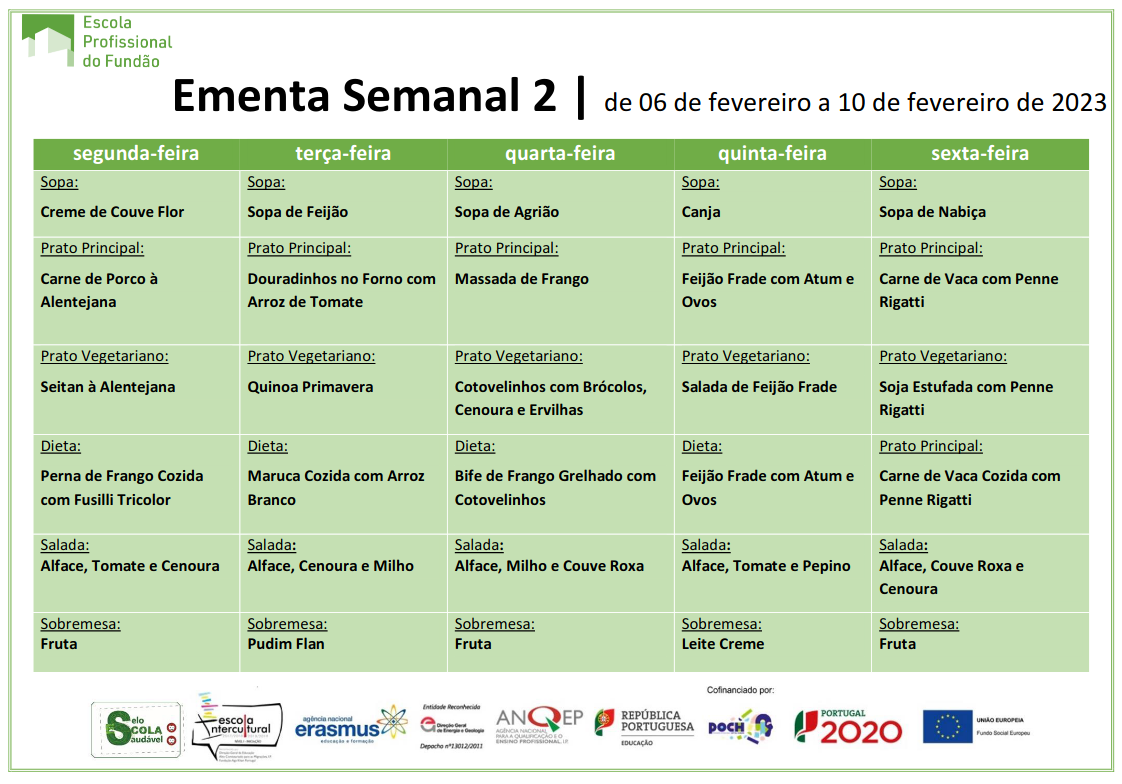 Escola
Profissional
do Fundão
Ementa Semanal 2 | de 06 de fevereiro a 10 de fevereiro de 2023
segunda-feira terça-feira quarta-feira quinta-feira sexta-feira
Sopa: Sopa: Sopa: Sopa: Sopa:
Creme de Couve Flor Sopa de Feijão Sopa de Agrião Canja Sopa de Nabiça
Prato Principal: Prato Principal: Prato Principal: Prato Principal: Prato Principal:
Carne de Porco à Douradinhos no Forno com Massada de Frango Feijão Frade com Atum e Carne de Vaca com Penne
Alentejana Arroz de Tomate Ovos Rigatti
Prato Vegetariano: Prato Vegetariano: Prato Vegetariano: Prato Vegetariano: Prato Vegetariano:
Seitan à Alentejana Quinoa Primavera Cotovelinhos com Brócolos, Salada de Feijão Frade Soja Estufada com Penne
Cenoura e Ervilhas Rigatti
Dieta: Dieta: Dieta: Dieta: Prato Principal:
Perna de Frango Cozida Maruca Cozida com Arroz Bife de Frango Grelhado com Feijão Frade com Atum e Carne de Vaca Cozida com
com Fusilli Tricolor Branco Cotovelinhos Ovos Penne Rigatti
Salada: Salada: Salada: Salada: Salada:
Alface, Tomate e Cenoura Alface, Cenoura e Milho Alface, Milho e Couve Roxa Alface, Tomate e Pepino Alface, Couve Roxa e
Cenoura
Sobremesa: Sobremesa: Sobremesa: Sobremesa: Sobremesa:
Fruta Pudim Flan Fruta Leite Creme Fruta
Cofinanciado por:
Selo
ESCOLA
Saudável
escola
intercultural
agência nacional
erasmus+
educação e formação
Entidade Reconhecida
Direção Geral
de Energia e Geologia
Depacho nº13012/2011
ANQEP
AGÊNCIA NACIONAL
PARA A QUALIFICAÇÃO E O
ENSINO PROFISSIONAL, I.P.
REPÚBLICA
PORTUGUESA
EDUCAÇÃO
POCH
PORTUGAL
2020
UNIÃO EUROPEIA
Fundo Social Europeu